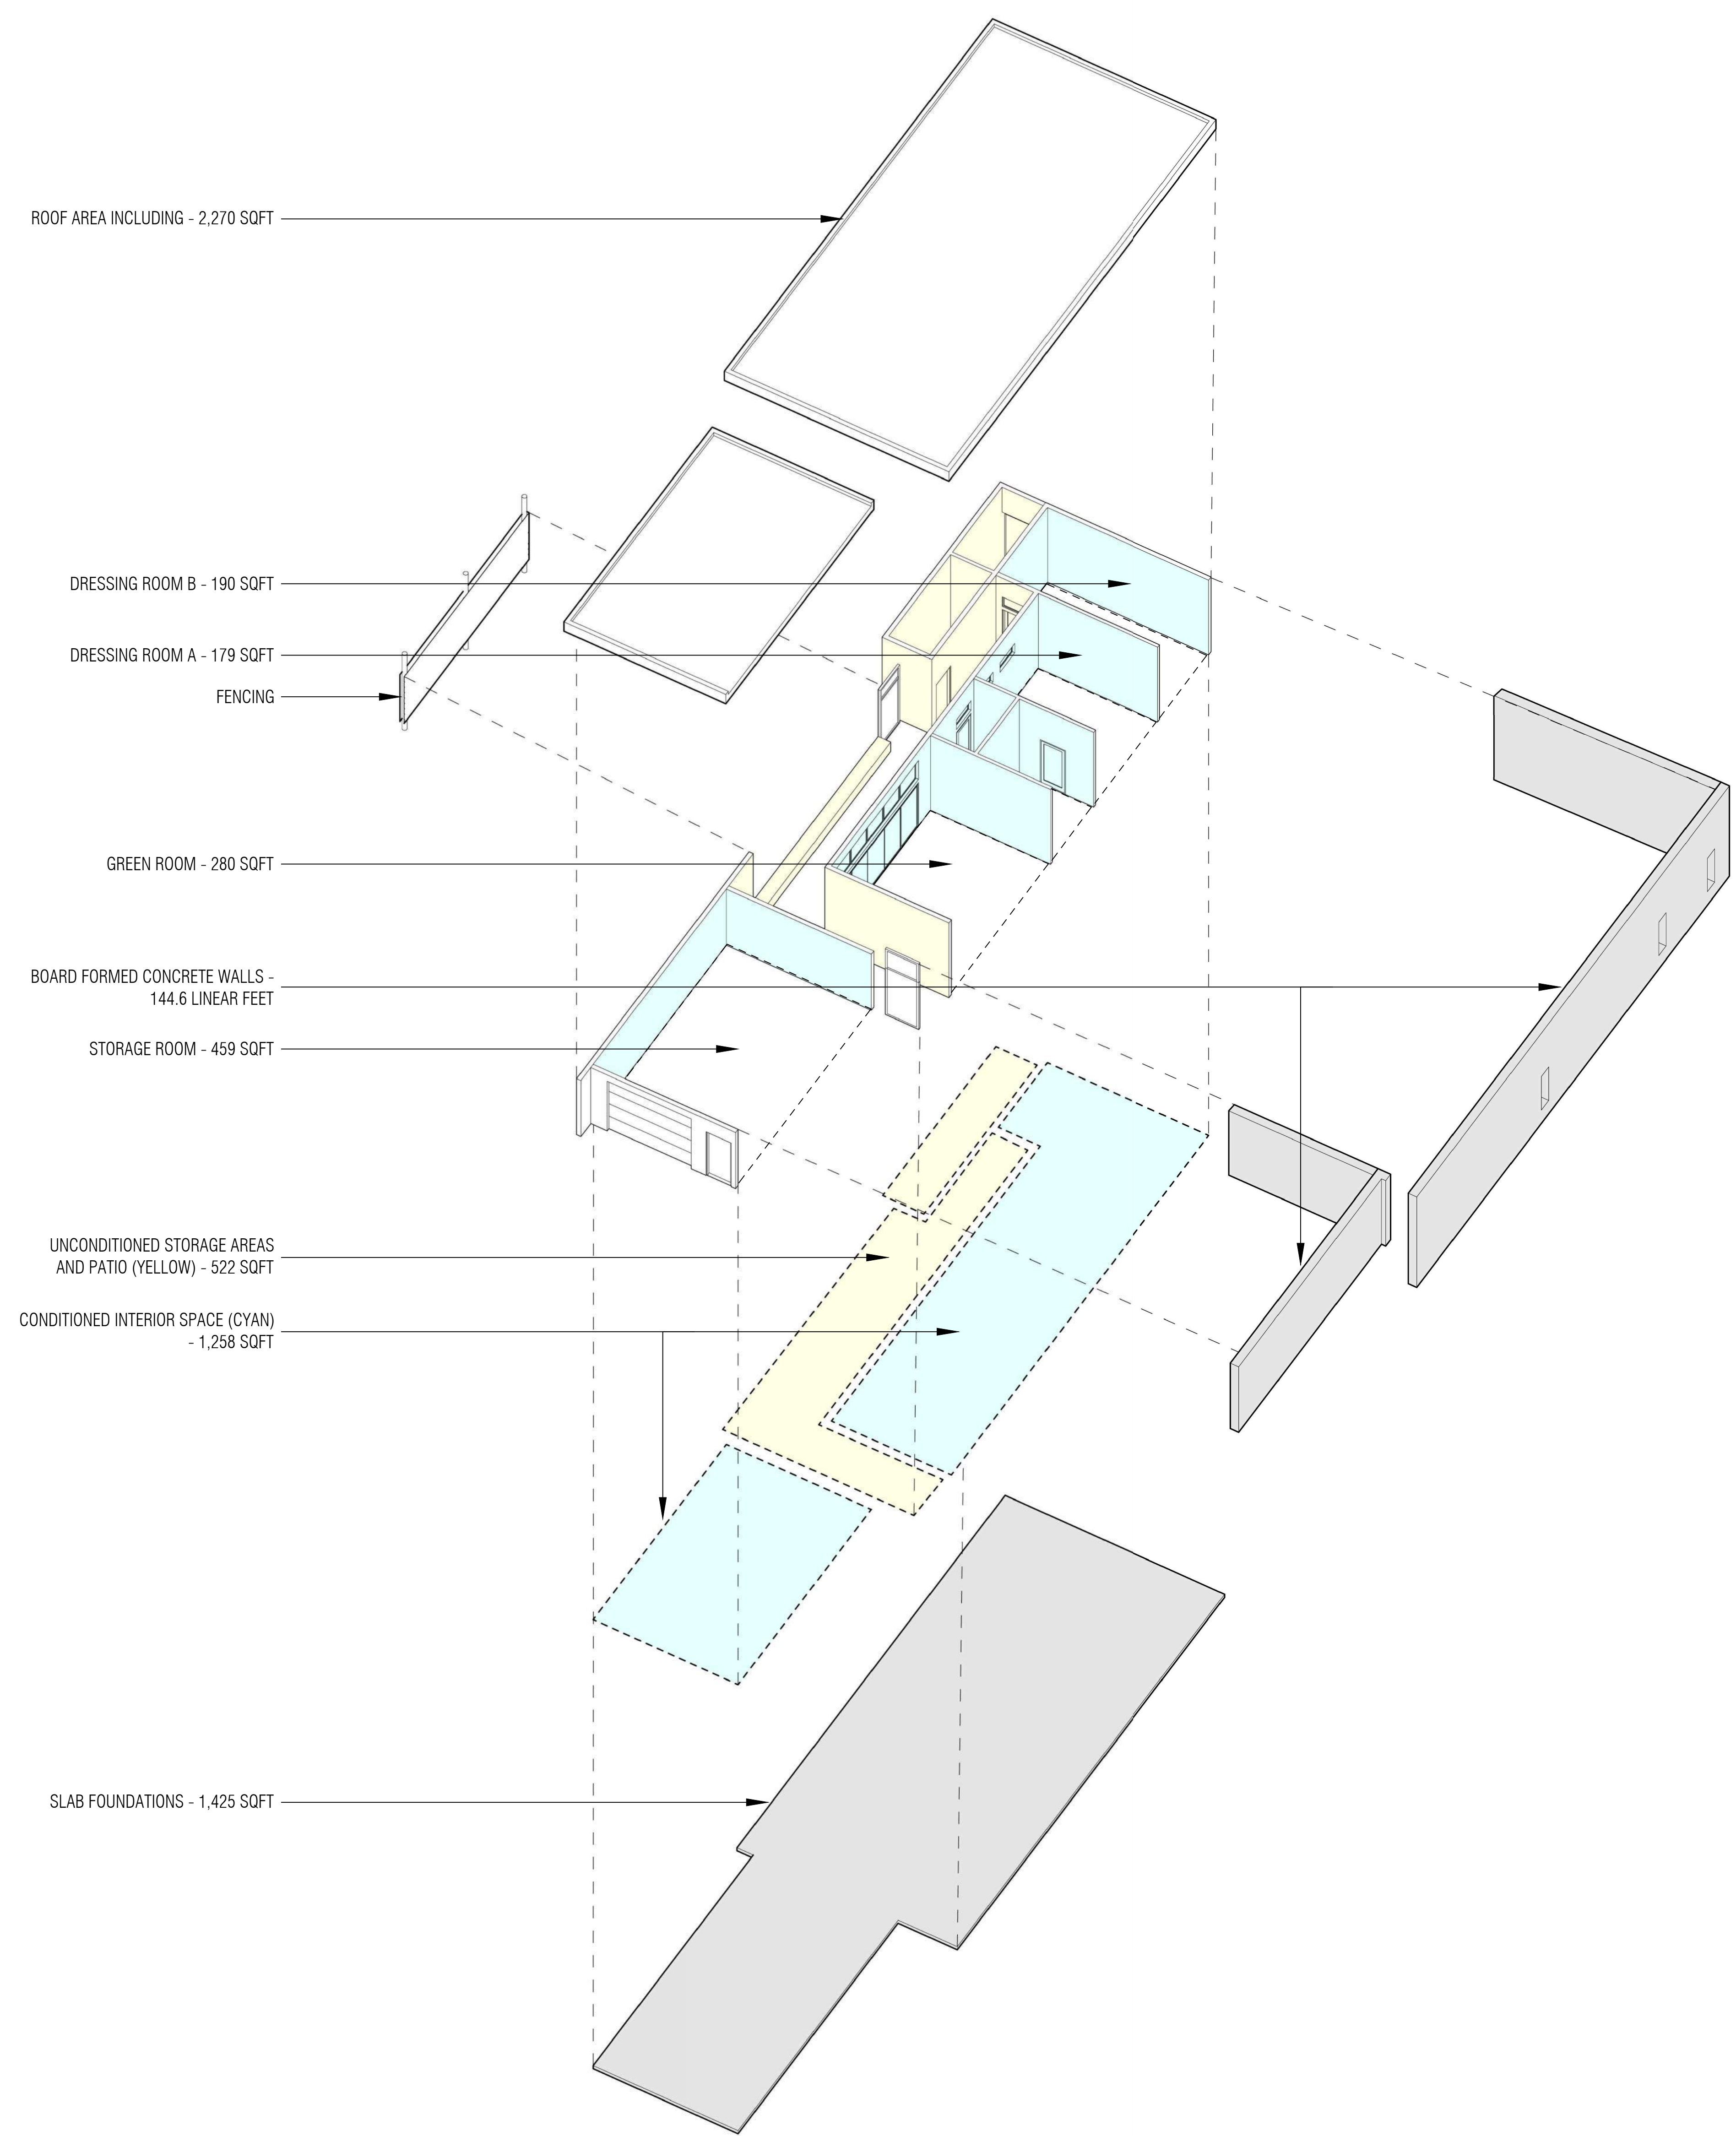 ROOF AREA INCLUDING - 2,270 SQFT
DRESSING ROOM B - 190 SQFT
DRESSING ROOM A - 179 SQFT
FENCING
GREEN ROOM - 280 SQFT
BOARD FORMED CONCRETE WALLS -
144.6 LINEAR FEET
STORAGE ROOM - 459 SQFT
UNCONDITIONED STORAGE AREAS
AND PATIO (YELLOW) - 522 SQFT
CONDITIONED INTERIOR SPACE (CYAN)
- 1,258 SQFT
SLAB FOUNDATIONS - 1,425 SQFT